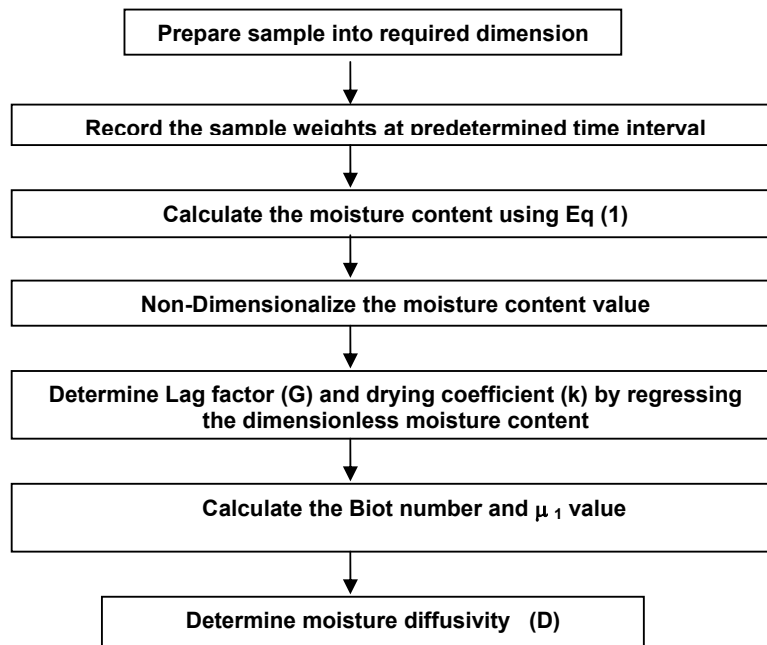 Prepare sample into required dimension
Record the sample weights at predetermined time interval
Calculate the moisture content using Eq (1)
Non-Dimensionalize the moisture content value
Determine Lag factor (G) and drying coefficient (k) by regressing
the dimensionless moisture content
Calculate the Biot number and μ 1 value
Determine moisture diffusivity (D)